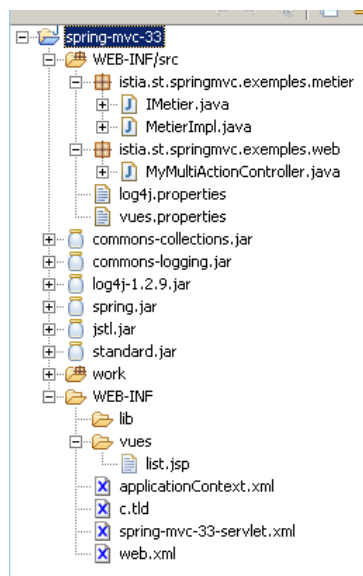 spring-mvc-33
WEB-INF/src
istia.st.springmvc.exemples.metier
IMetier.java
MetierImpl.java
istia.st.springmvc.exemples.web
MyMultiActionController.java
log4j.properties
vues.properties
commons-collections.jar
commons-logging.jar
log4j-1.2.9.jar
spring.jar
jstl.jar
standard.jar
work
WEB-INF
lib
vues
list.jsp
applicationContext.xml
c.tld
spring-mvc-33-servlet.xml
web.xml